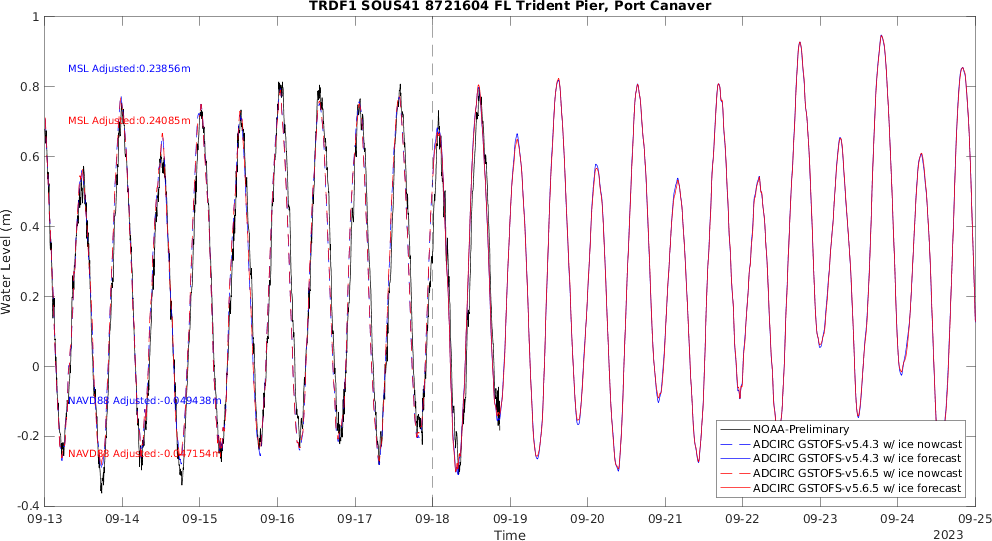 TRDF1 SOUS41 8721604 FL Trident Pier, Port Canaver
1
0.8
0.6
0.4
0.2
0
-0.2
-0.4
Water Level (m)
MSL Adjusted:0.23856m
MSL Adjusted:0.24085m
NAVD88 Adjusted:-0.049438m
NAVD88 Adjusted:-0.047154m
NOAA-Preliminary
ADCIRC GSTOFS-v5.4.3 w/ ice nowcast
ADCIRC GSTOFS-v5.4.3 w/ ice forecast
ADCIRC GSTOFS-v5.6.5 w/ ice nowcast
ADCIRC GSTOFS-v5.6.5 w/ ice forecast
09-13 09-14 09-15 09-16 09-17 09-18 09-19 09-20 09-21 09-22 09-23 09-24 09-25
Time
2023